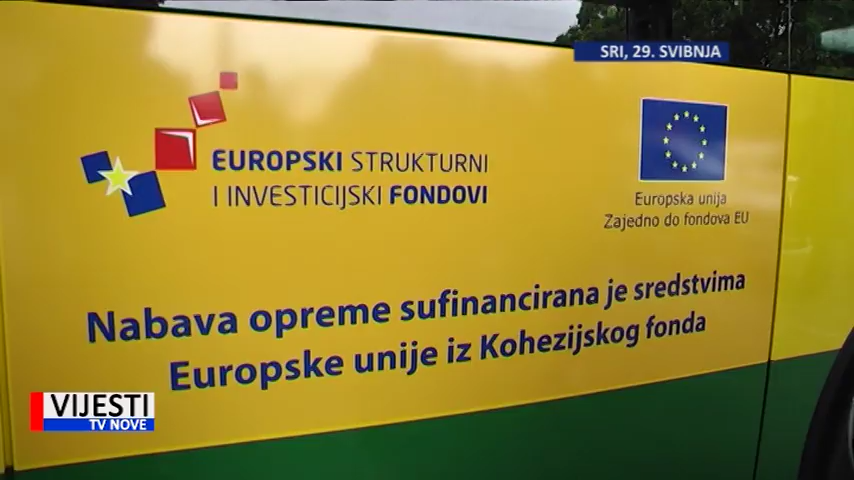 SRI, 29. SVIBNJA
EUROPSKI STRUKTURNI
I INVESTICIJSKI FONDOVI
Europska unija
Zajedno do fondova EU
Nabava opreme sufinancirana je sredstvima
Europske unije iz Kohezijskog fonda
VIJESTI
TV NOVE